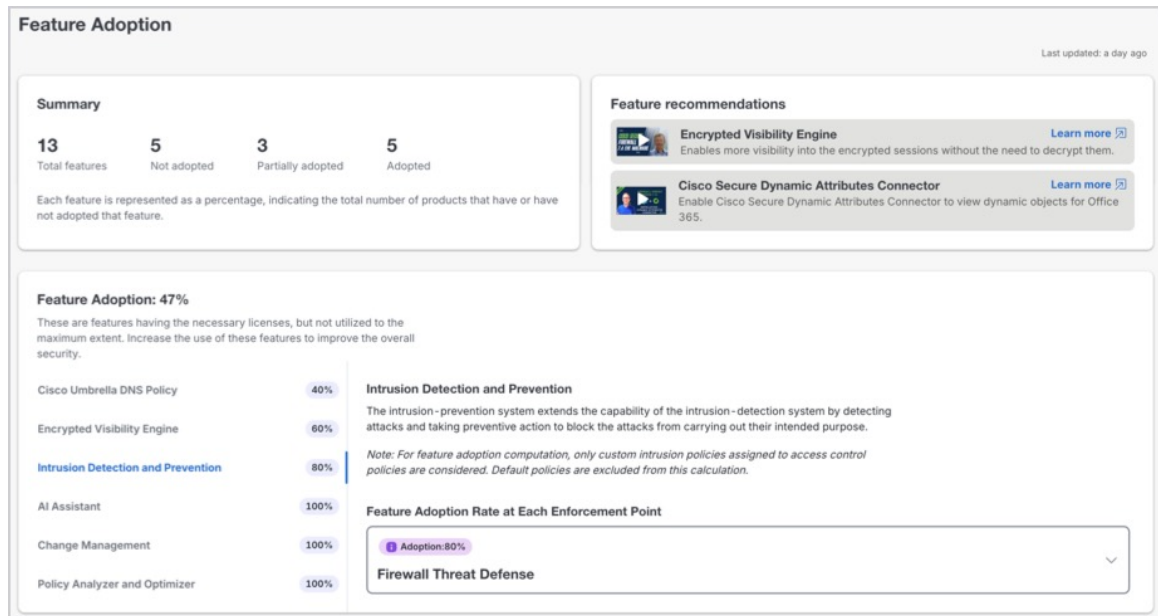 Feature Adoption
Last updated: a day ago
Summary
13
Total features
5
Not adopted
3
Partially adopted
5
Adopted
Each feature is represented as a percentage, indicating the total number of products that have or have
not adopted that feature.
Feature recommendations
Encrypted Visibility Engine
Learn more
Enables more visibility into the encrypted sessions without the need to decrypt them.
Cisco Secure Dynamic Attributes Connector
Learn more
Enable Cisco Secure Dynamic Attributes Connector to view dynamic objects for Office
365.
Feature Adoption: 47%
These are features having the necessary licenses, but not utilized to the
maximum extent. Increase the use of these features to improve the overall
security.
Cisco Umbrella DNS Policy 40%
Encrypted Visibility Engine 60%
Intrusion Detection and Prevention 80%
AI Assistant 100%
Change Management 100%
Policy Analyzer and Optimizer 100%
Intrusion Detection and Prevention
The intrusion-prevention system extends the capability of the intrusion-detection system by detecting
attacks and taking preventive action to block the attacks from carrying out their intended purpose.
Note: For feature adoption computation, only custom intrusion policies assigned to access control
policies are considered. Default policies are excluded from this calculation.
Feature Adoption Rate at Each Enforcement Point
Adoption:80%
Firewall Threat Defense